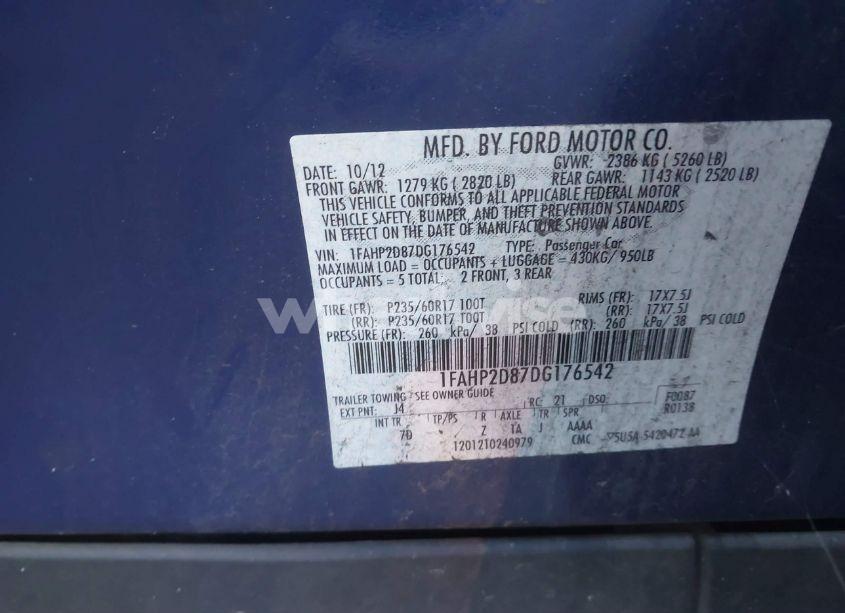 MFD. BY FORD MOTOR CO.
DATE: 10/12 GVWR: 2386 KG ( 5260 LB)
FRONT GAWR: 1279 KG ( 2820 LB) REAR GAWR: 1143 KG ( 2520 LB)
THIS VEHICLE CONFORMS TO ALL APPLICABLE FEDERAL MOTOR
VEHICLE SAFETY, BUMPER, AND THEFT PREVENTION STANDARDS
IN EFFECT ON THE DATE OF MANUFACTURE SHOWN ABOVE.
VIN: 1FAHP2D87DG176542 TYPE: Passenger Car
MAXIMUM LOAD = OCCUPANTS + LUGGAGE = 430KG/ 950LB
OCCUPANTS = 5 TOTAL: 2 FRONT, 3 REAR
TIRE (FR): P235/60R17 100T RIMS (FR): 17X7.5J
(RR): P235/60R17 100T (RR): 17X7.5J
PRESSURE (FR): 260 kPa/ 38 PSI COLD (RR): 260 kPa/ 38 PSI COLD
1FAHP2D87DG176542
TRAILER TOWING - SEE OWNER GUIDE
EXT PNT: J4 RC: 21 DSO: F0087
R0138
INT TR TP/PS R AXLE TR SPR
7D Z TA J AAAA
1201210240979 CMC